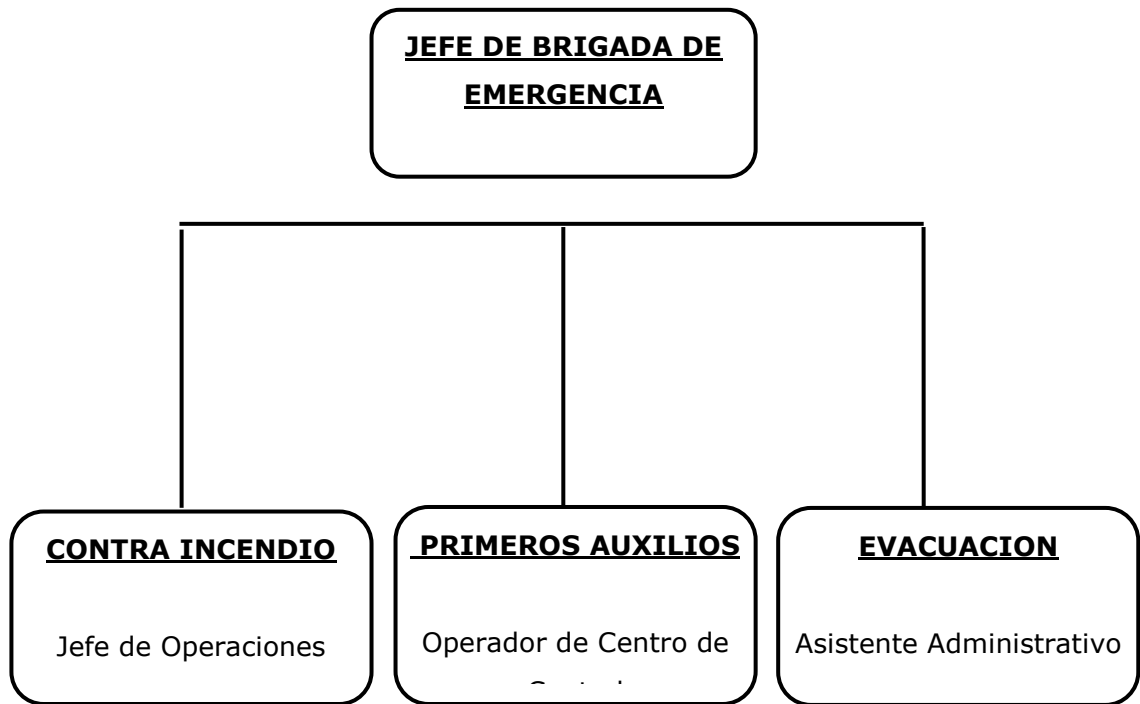 JEFE DE BRIGADA DE
EMERGENCIA
CONTRA INCENDIO
Jefe de Operaciones
PRIMEROS AUXILIOS
Operador de Centro de
EVACUACION
Asistente Administrativo